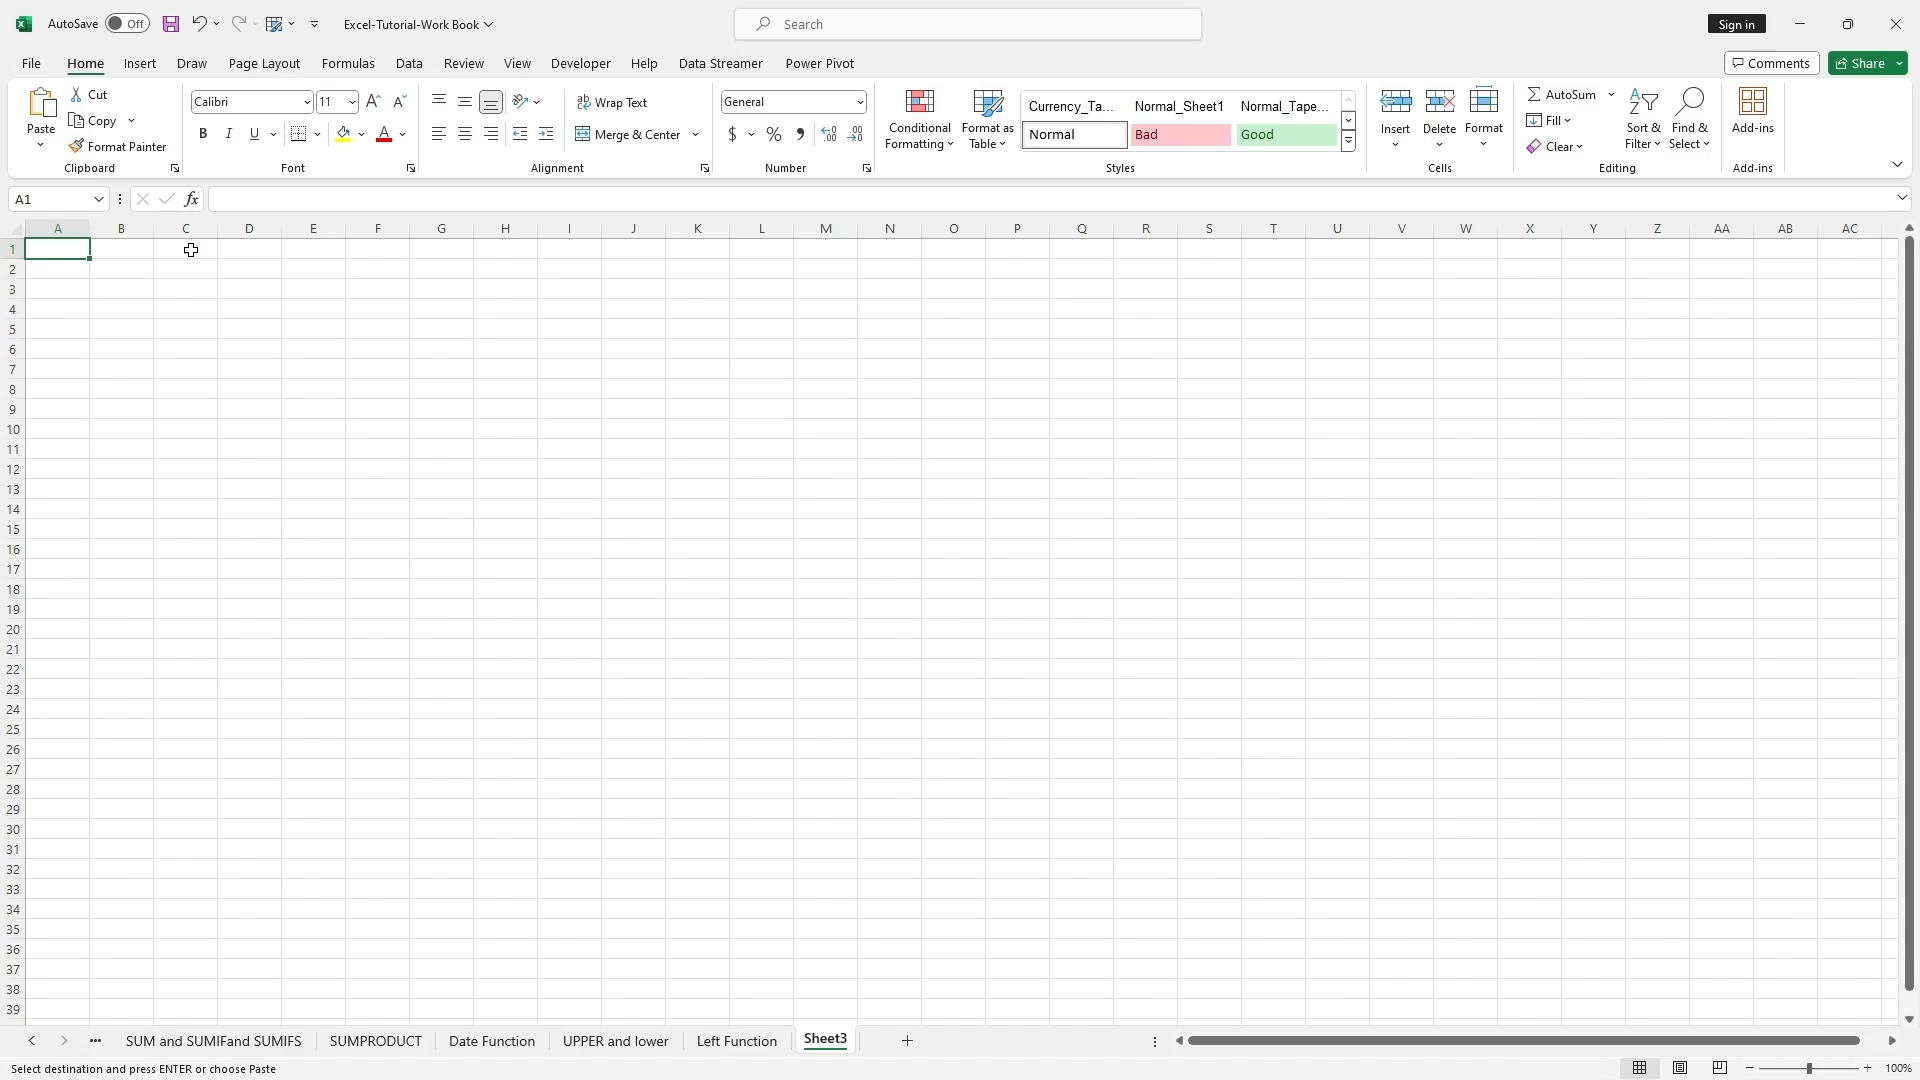 AutoSave Off Excel-Tutorial-Work Book Search Sign in
File Home Insert Draw Page Layout Formulas Data Review View Developer Help Data Streamer Power Pivot Comments Share
Paste
Cut
Copy
Format Painter
Clipboard
Calibri 11
B I U A
Font
Wrap Text
Merge & Center
Alignment
General
$ % ,
Number
Conditional
Formatting
Format as
Table
Currency_Ta... Normal_Sheet1 Normal_Tape...
Normal Bad Good
Styles
Insert Delete Format
Cells
AutoSum
Fill
Clear
Sort &
Filter
Find &
Select
Editing
Add-ins
Add-ins
A1 fx
A B C D E F G H I J K L M N O P Q R S T U V W X Y Z AA AB AC
1
2
3
4
5
6
7
8
9
10
11
12
13
14
15
16
17
18
19
20
21
22
23
24
25
26
27
28
29
30
31
32
33
34
35
36
37
38
39
SUM and SUMIFand SUMIFS SUMPRODUCT Date Function UPPER and lower Left Function Sheet3
Select destination and press ENTER or choose Paste 100%